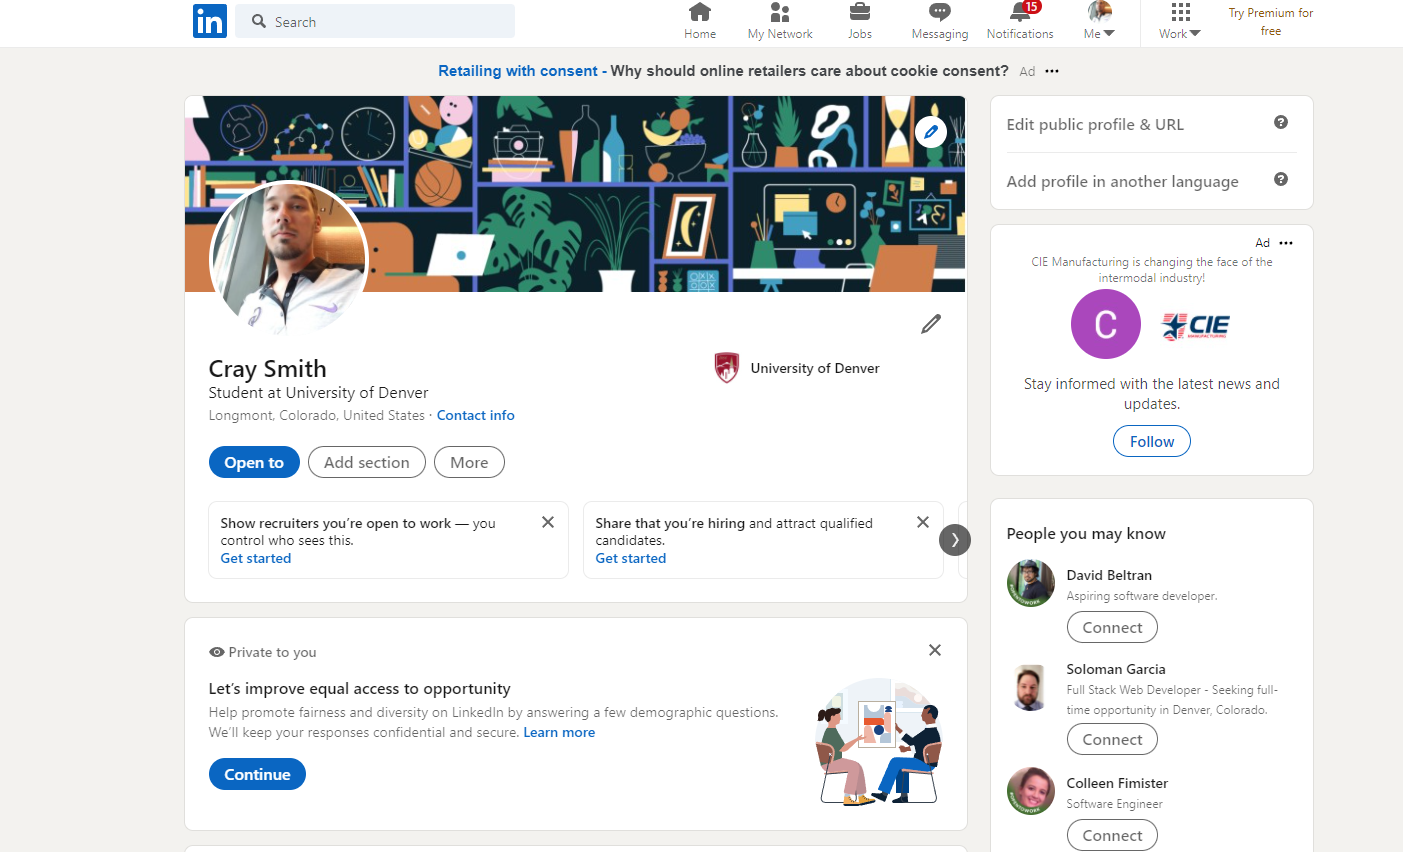 in
Search
Home
My Network
Jobs
Messaging
15
Notifications
Me
Work
Try Premium for
free
Retailing with consent - Why should online retailers care about cookie consent? Ad
Cray Smith
Student at University of Denver
Longmont, Colorado, United States · Contact info
University of Denver
Open to
Add section
More
Show recruiters you're open to work — you
control who sees this.
Get started
Share that you're hiring and attract qualified
candidates.
Get started
Private to you
Let's improve equal access to opportunity
Help promote fairness and diversity on LinkedIn by answering a few demographic questions.
We'll keep your responses confidential and secure. Learn more
Continue
Edit public profile & URL
Add profile in another language
Ad
CIE Manufacturing is changing the face of the
intermodal industry!
C
CIE
MANUFACTURING
Stay informed with the latest news and
updates.
Follow
People you may know
David Beltran
Aspiring software developer.
Connect
Soloman Garcia
Full Stack Web Developer - Seeking full-
time opportunity in Denver, Colorado.
Connect
Colleen Fimister
Software Engineer
Connect